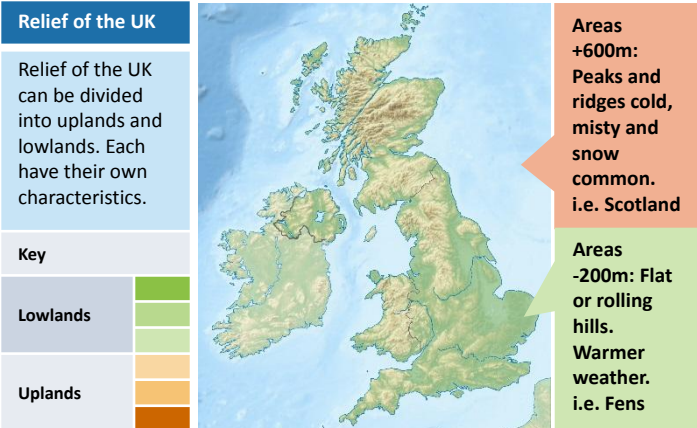 Relief of the UK
Relief of the UK
can be divided
into uplands and
lowlands. Each
have their own
characteristics.
Key
Lowlands
Uplands
Areas
+600m:
Peaks and
ridges cold,
misty and
snow
common.
i.e. Scotland
Areas
-200m: Flat
or rolling
hills.
Warmer
weather.
i.e. Fens